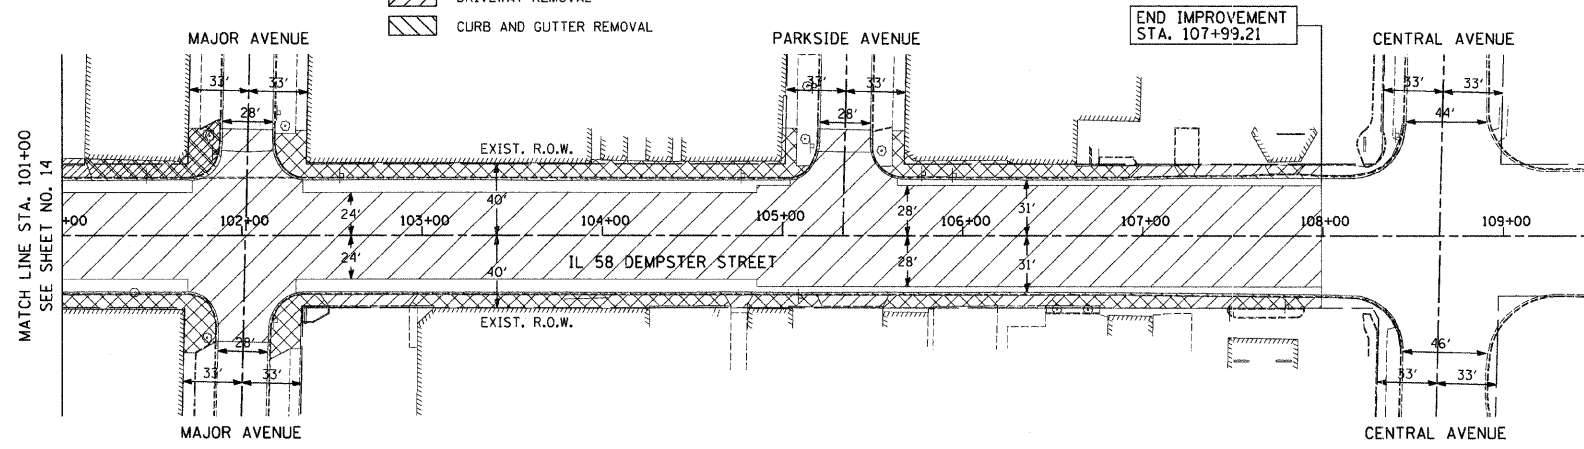 DRIVEWAY REMOVAL
CURB AND GUTTER REMOVAL
END IMPROVEMENT
STA. 107+99.21
MAJOR AVENUE
PARKSIDE AVENUE
CENTRAL AVENUE
33' 33'
33' 33'
33' 33'
28'
28'
44'
MATCH LINE STA. 101+00
SEE SHEET NO. 14
EXIST. R.O.W.
40'
24'
28'
31'
+00
102+00
103+00
104+00
105+00
106+00
107+00
108+00
109+00
24'
40'
IL 58 DEMPSTER STREET
28'
31'
EXIST. R.O.W.
28'
46'
33' 33'
33' 33'
MAJOR AVENUE
CENTRAL AVENUE